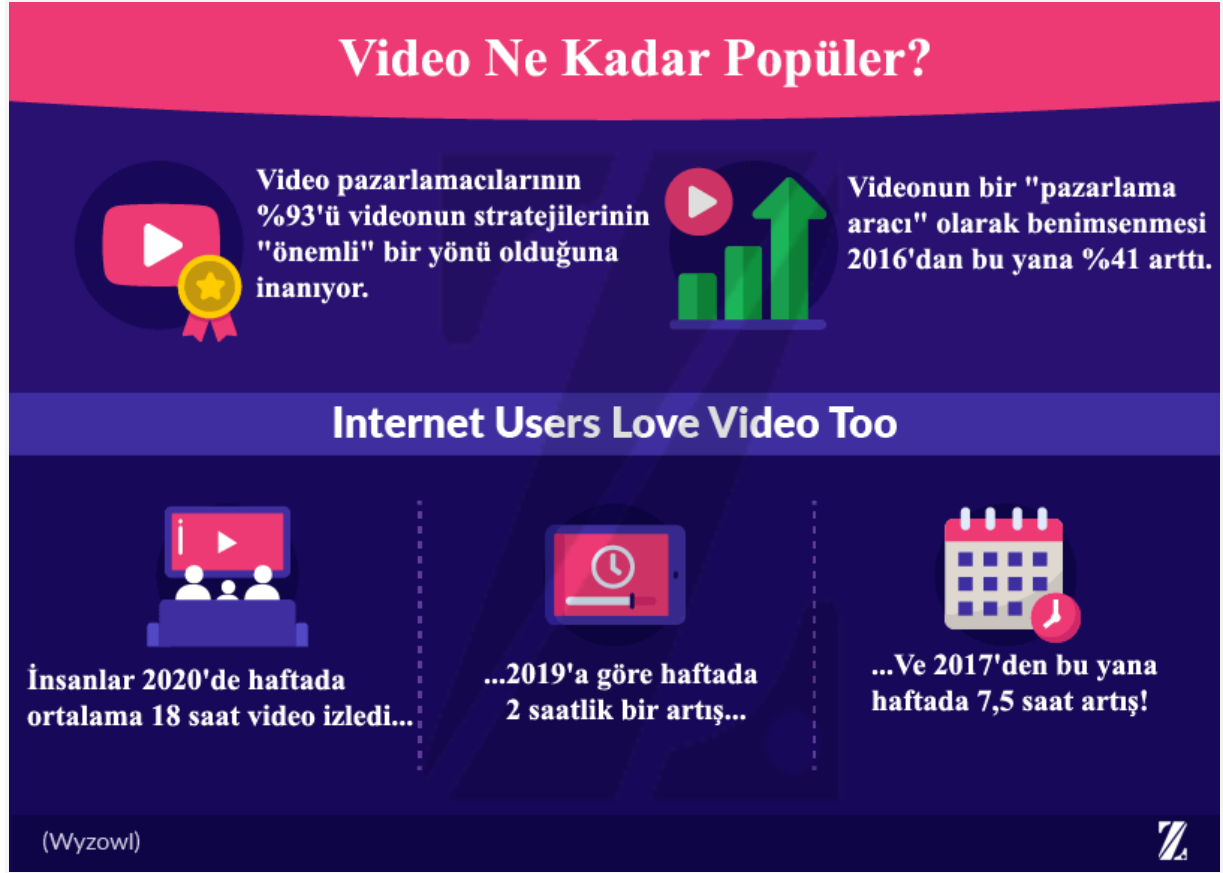 Video Ne Kadar Popüler?
Video pazarlamacılarının
%93'ü videonun stratejilerinin
"önemli" bir yönü olduğuna
inanıyor.
Videonun bir "pazarlama
aracı" olarak benimsenmesi
2016'dan bu yana %41 arttı.
Internet Users Love Video Too
İnsanlar 2020'de haftada
ortalama 18 saat video izledi...
...2019'a göre haftada
2 saatlik bir artış...
...Ve 2017'den bu yana
haftada 7,5 saat artış!
(Wyzowl)
Z